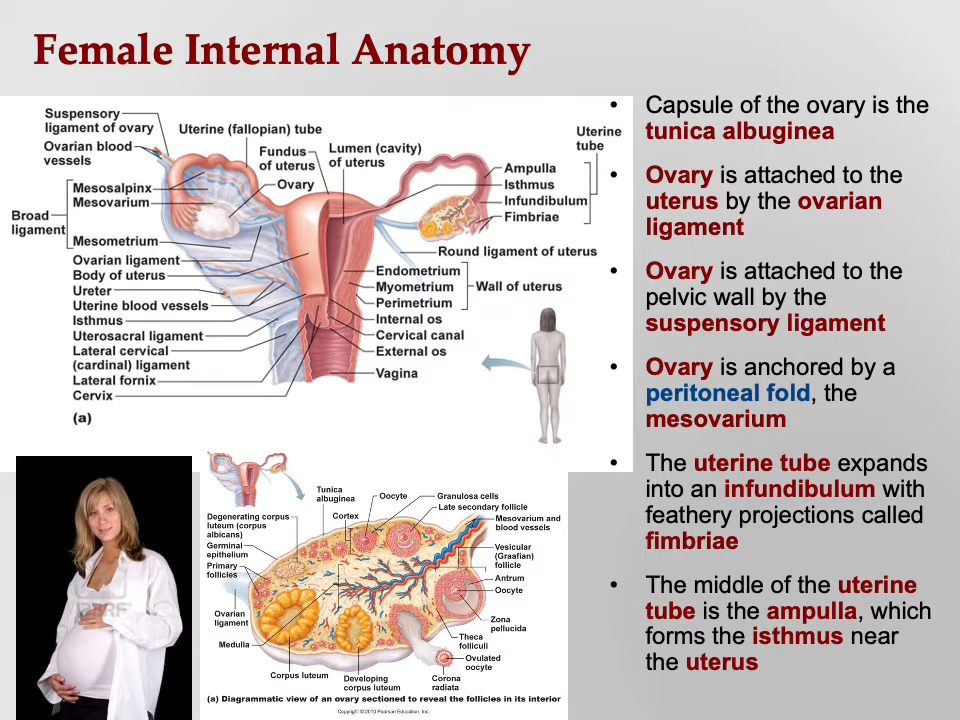 Female Internal Anatomy
Suspensory
ligament of ovary
Ovarian blood
vessels
Uterine (fallopian) tube
Fundus
of uterus
Lumen (cavity)
of uterus
Uterine
tube
Ovary
Mesosalpinx
Mesovarium
Broad
ligament
Mesometrium
Ovarian ligament
Body of uterus
Ureter
Uterine blood vessels
Isthmus
Uterosacral ligament
Lateral cervical
(cardinal) ligament
Lateral fornix
Cervix
(a)
Ampulla
Isthmus
Infundibulum
Fimbriae
Round ligament of uterus
Endometrium
Myometrium
Perimetrium
Wall of uterus
Internal os
Cervical canal
External os
Vagina
Tunica
albuginea
Oocyte
Granulosa cells
Late secondary follicle
Cortex
Mesovarium and
blood vessels
Degenerating corpus
luteum (corpus
albicans)
Germinal
epithelium
Primary
follicles
Ovarian
ligament
Medulla
Corpus luteum
Developing
corpus luteum
Vesicular
(Graafian)
follicle
Antrum
Oocyte
Zona
pellucida
Theca
folliculi
Ovulated
oocyte
Corona
radiata
(a) Diagrammatic view of an ovary sectioned to reveal the follicles in its interior
Copyright © 2010 Pearson Education, Inc.
• Capsule of the ovary is the
tunica albuginea
• Ovary is attached to the
uterus by the ovarian
ligament
• Ovary is attached to the
pelvic wall by the
suspensory ligament
• Ovary is anchored by a
peritoneal fold, the
mesovarium
• The uterine tube expands
into an infundibulum with
feathery projections called
fimbriae
• The middle of the uterine
tube is the ampulla, which
forms the isthmus near
the uterus